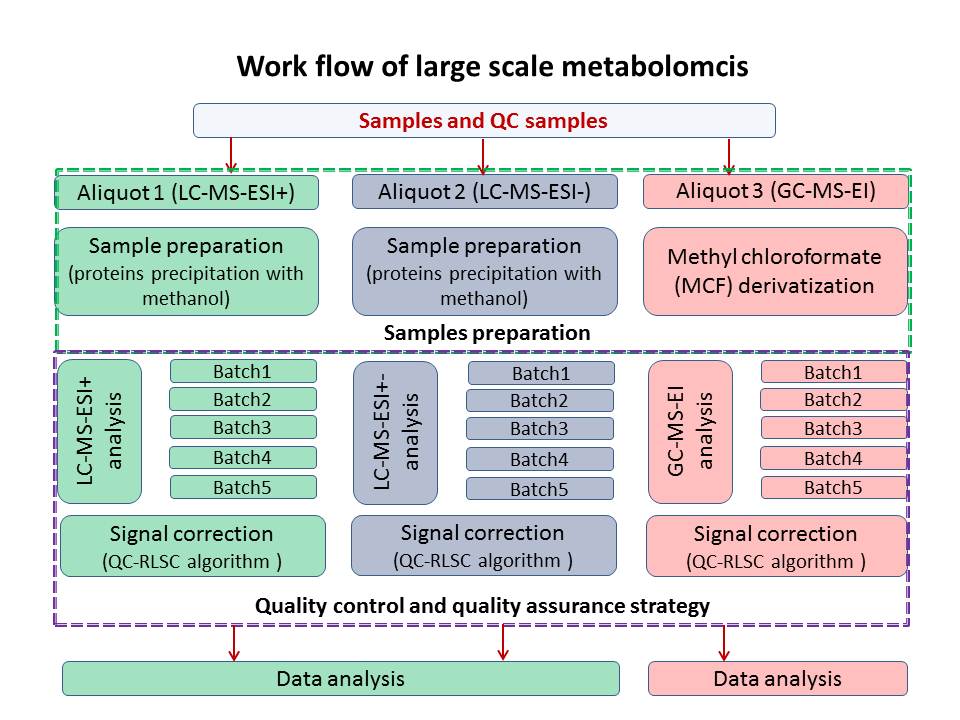 Work flow of large scale metabolomcis
Samples and QC samples
Aliquot 1 (LC-MS-ESI+)
Aliquot 2 (LC-MS-ESI-)
Aliquot 3 (GC-MS-EI)
Sample preparation
(proteins precipitation with
methanol)
Sample preparation
(proteins precipitation with
methanol)
Methyl chloroformate
(MCF) derivatization
Samples preparation
LC-MS-ESI+
analysis
Batch1
Batch2
Batch3
Batch4
Batch5
LC-MS-ESI+-
analysis
Batch1
Batch2
Batch3
Batch4
Batch5
GC-MS-EI
analysis
Batch1
Batch2
Batch3
Batch4
Batch5
Signal correction
(QC-RLSC algorithm )
Signal correction
(QC-RLSC algorithm )
Signal correction
(QC-RLSC algorithm )
Quality control and quality assurance strategy
Data analysis
Data analysis